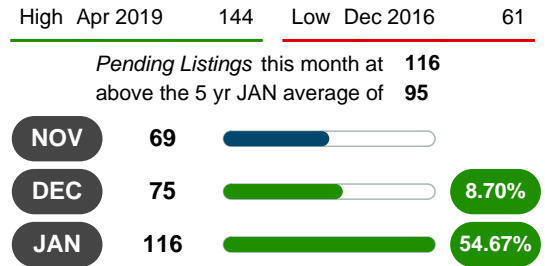 High Apr 2019 144 Low Dec 2016 61
Pending Listings this month at 116
above the 5 yr JAN average of 95
NOV 69
DEC 75 8.70%
JAN 116 54.67%